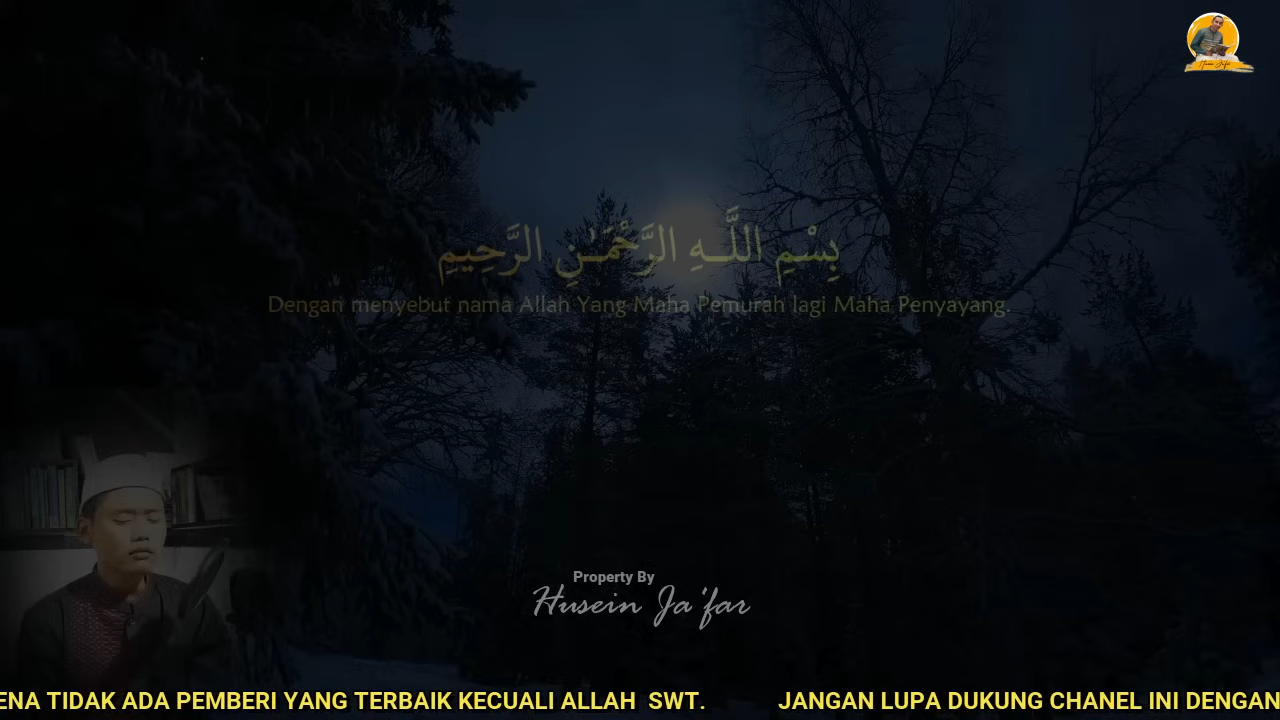 بِسْمِ اللَّـهِ الرَّحْمَـٰنِ الرَّحِيمِ
Dengan menyebut nama Allah Yang Maha Pemurah lagi Maha Penyayang.
Property By
Husein Ja'far
ENA TIDAK ADA PEMBERI YANG TERBAIK KECUALI ALLAH SWT. JANGAN LUPA DUKUNG CHANEL INI DENGAN